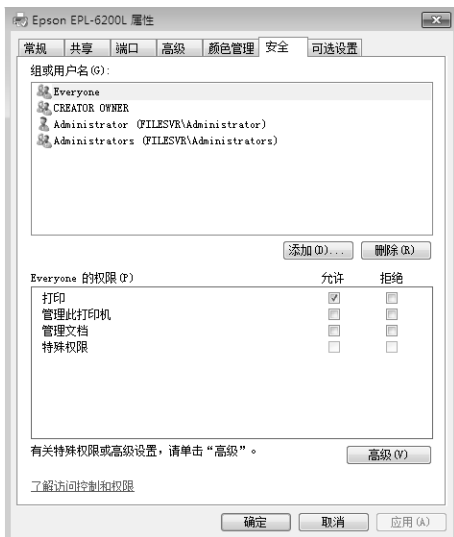 Epson EPL-6200L 属性
常规 共享 端口 高级 颜色管理 安全 可选设置
组或用户名(G):
Everyone
CREATOR OWNER
Administrator (FILESVR\Administrator)
Administrators (FILESVR\Administrators)
添加(D)... 删除(R)
Everyone 的权限(P) 允许 拒绝
打印
管理此打印机
管理文档
特殊权限
有关特殊权限或高级设置，请单击“高级”。 高级(V)
了解访问控制和权限
确定 取消 应用(A)